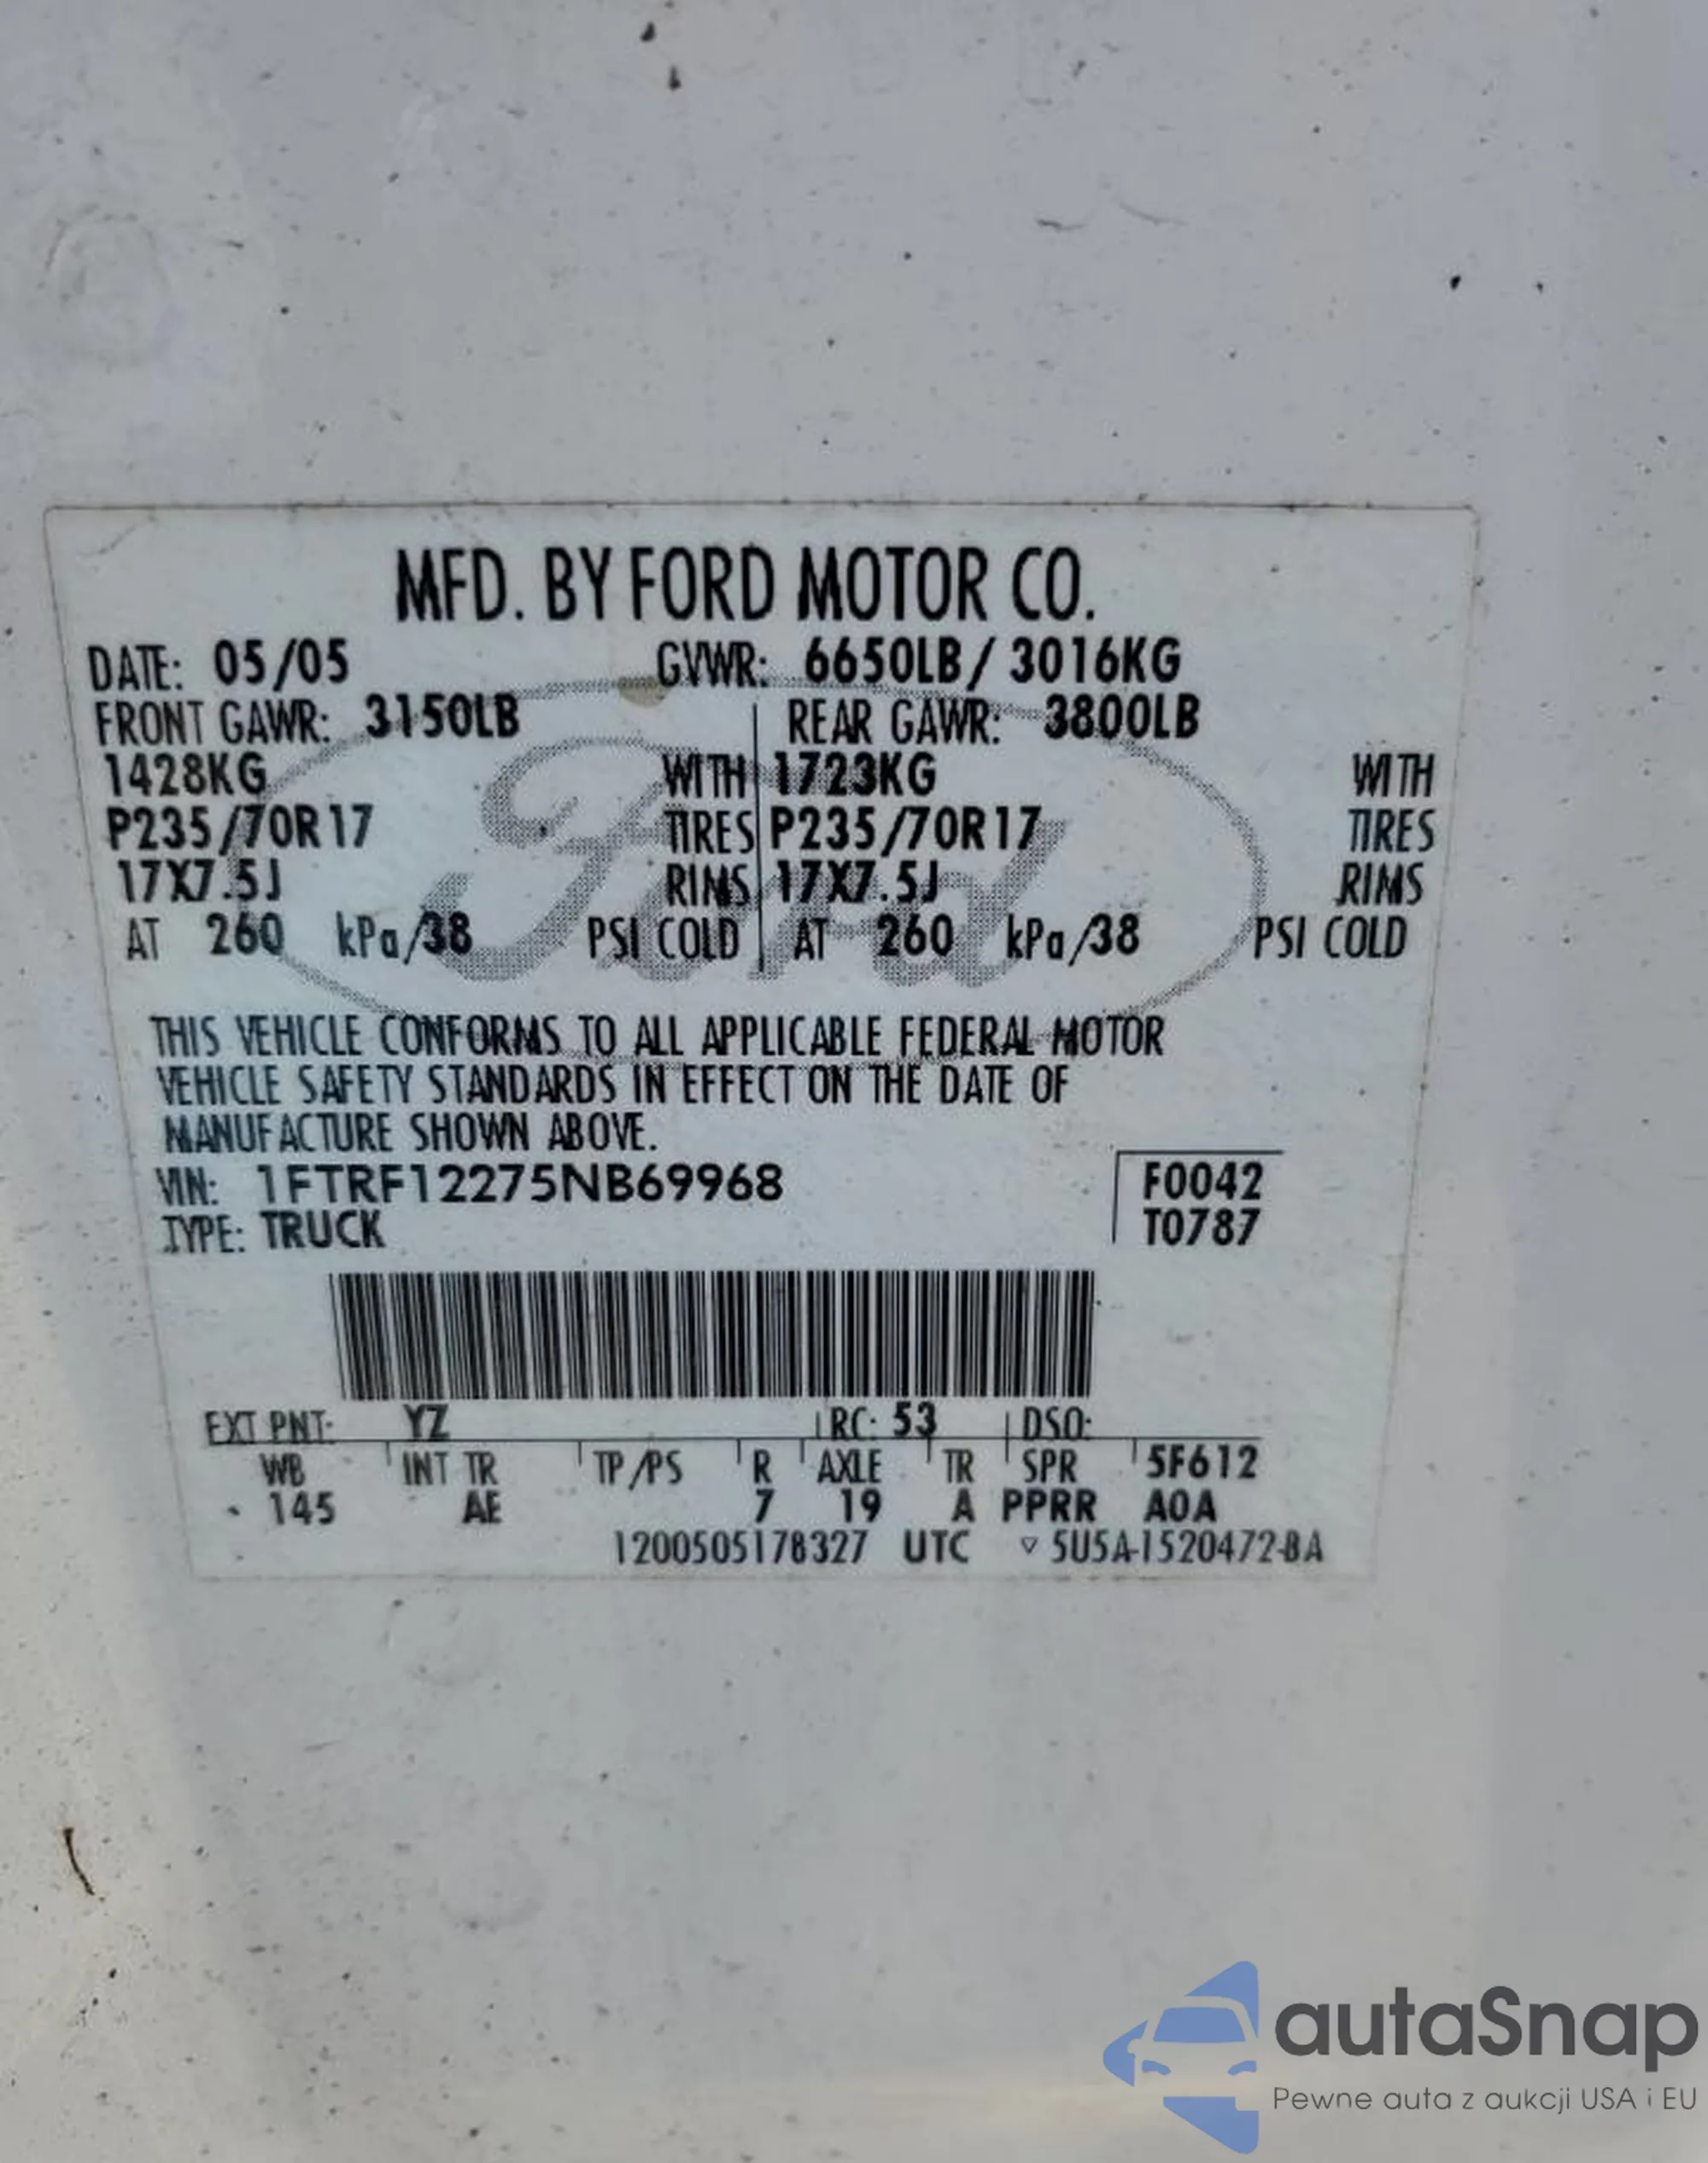 MFD. BY FORD MOTOR CO.
DATE: 05/05 GVWR: 6650LB/ 3016KG
FRONT GAWR: 3150LB REAR GAWR: 3800LB
1428KG WITH 1723KG WITH
P235/70R17 TIRES P235/70R17 TIRES
17X7.5J RIMS 17X7.5J RIMS
AT 260 kPa/38 PSI COLD AT 260 kPa/38 PSI COLD
Ford
THIS VEHICLE CONFORMS TO ALL APPLICABLE FEDERAL MOTOR
VEHICLE SAFETY STANDARDS IN EFFECT ON THE DATE OF
MANUFACTURE SHOWN ABOVE.
VIN: 1FTRF12275NB69968 F0042
TYPE: TRUCK T0787
EXT PNT: YZ RC: 53 DSO:
WB INT TR TP/PS R AXLE TR SPR 5F612
145 AE 7 19 A PPRR A0A
1200505178327 UTC ▽ 5U5A-1520472-BA
autaSnap
Pewne auta z aukcji USA i EU